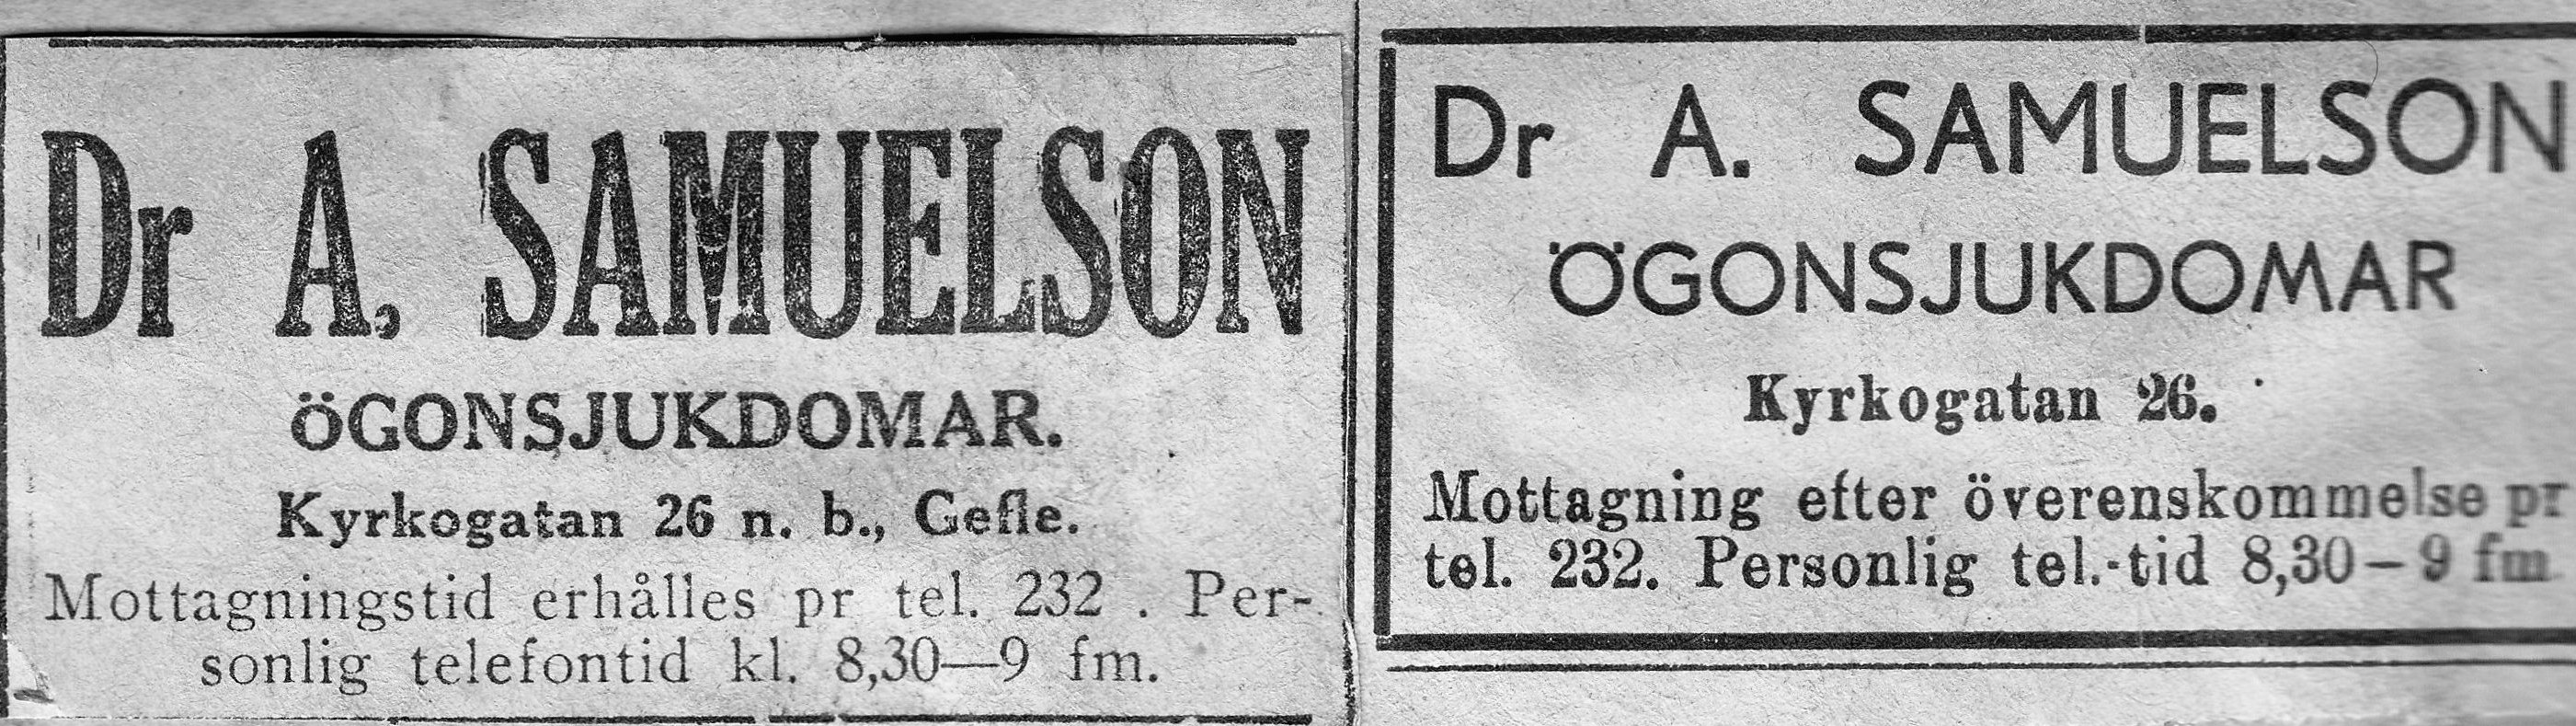 Dr A. SAMUELSON
ÖGONSJUKDOMAR.
Kyrkogatan 26 n. b., Gefle.
Mottagningstid erhålles pr tel. 232 . Per-
sonlig telefontid kl. 8,30—9 fm.
Dr A. SAMUELSON
ÖGONSJUKDOMAR
Kyrkogatan 26.
Mottagning efter överenskommelse pr
tel. 232. Personlig tel.-tid 8,30—9 fm